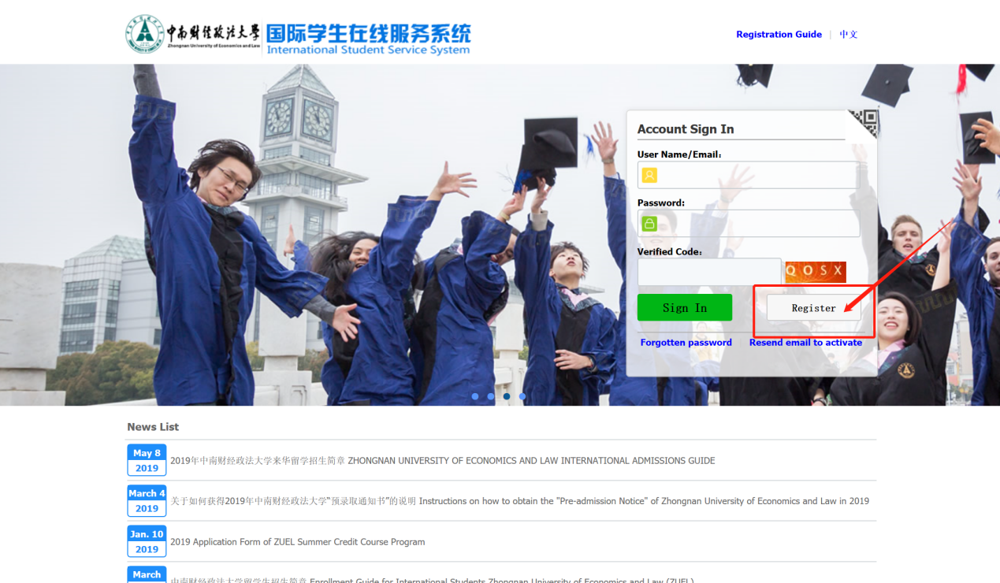 中南财经政法大学
Zhongnan University of Economics and Law
国际学生在线服务系统
International Student Service System
Registration Guide | 中文
Account Sign In
User Name/Email:
Password:
Verified Code:
QOSX
Sign In
Register
Forgotten password
Resend email to activate
News List
May 8
2019
2019年中南财经政法大学来华留学招生简章 ZHONGNAN UNIVERSITY OF ECONOMICS AND LAW INTERNATIONAL ADMISSIONS GUIDE
March 4
2019
关于如何获得2019年中南财经政法大学“预录取通知书”的说明 Instructions on how to obtain the "Pre-admission Notice" of Zhongnan University of Economics and Law in 2019
Jan. 10
2019
2019 Application Form of ZUEL Summer Credit Course Program
March
中南财经政法大学留学生招生简章 Enrollment Guide for International Students Zhongnan University of Economics and Law (ZUEL)